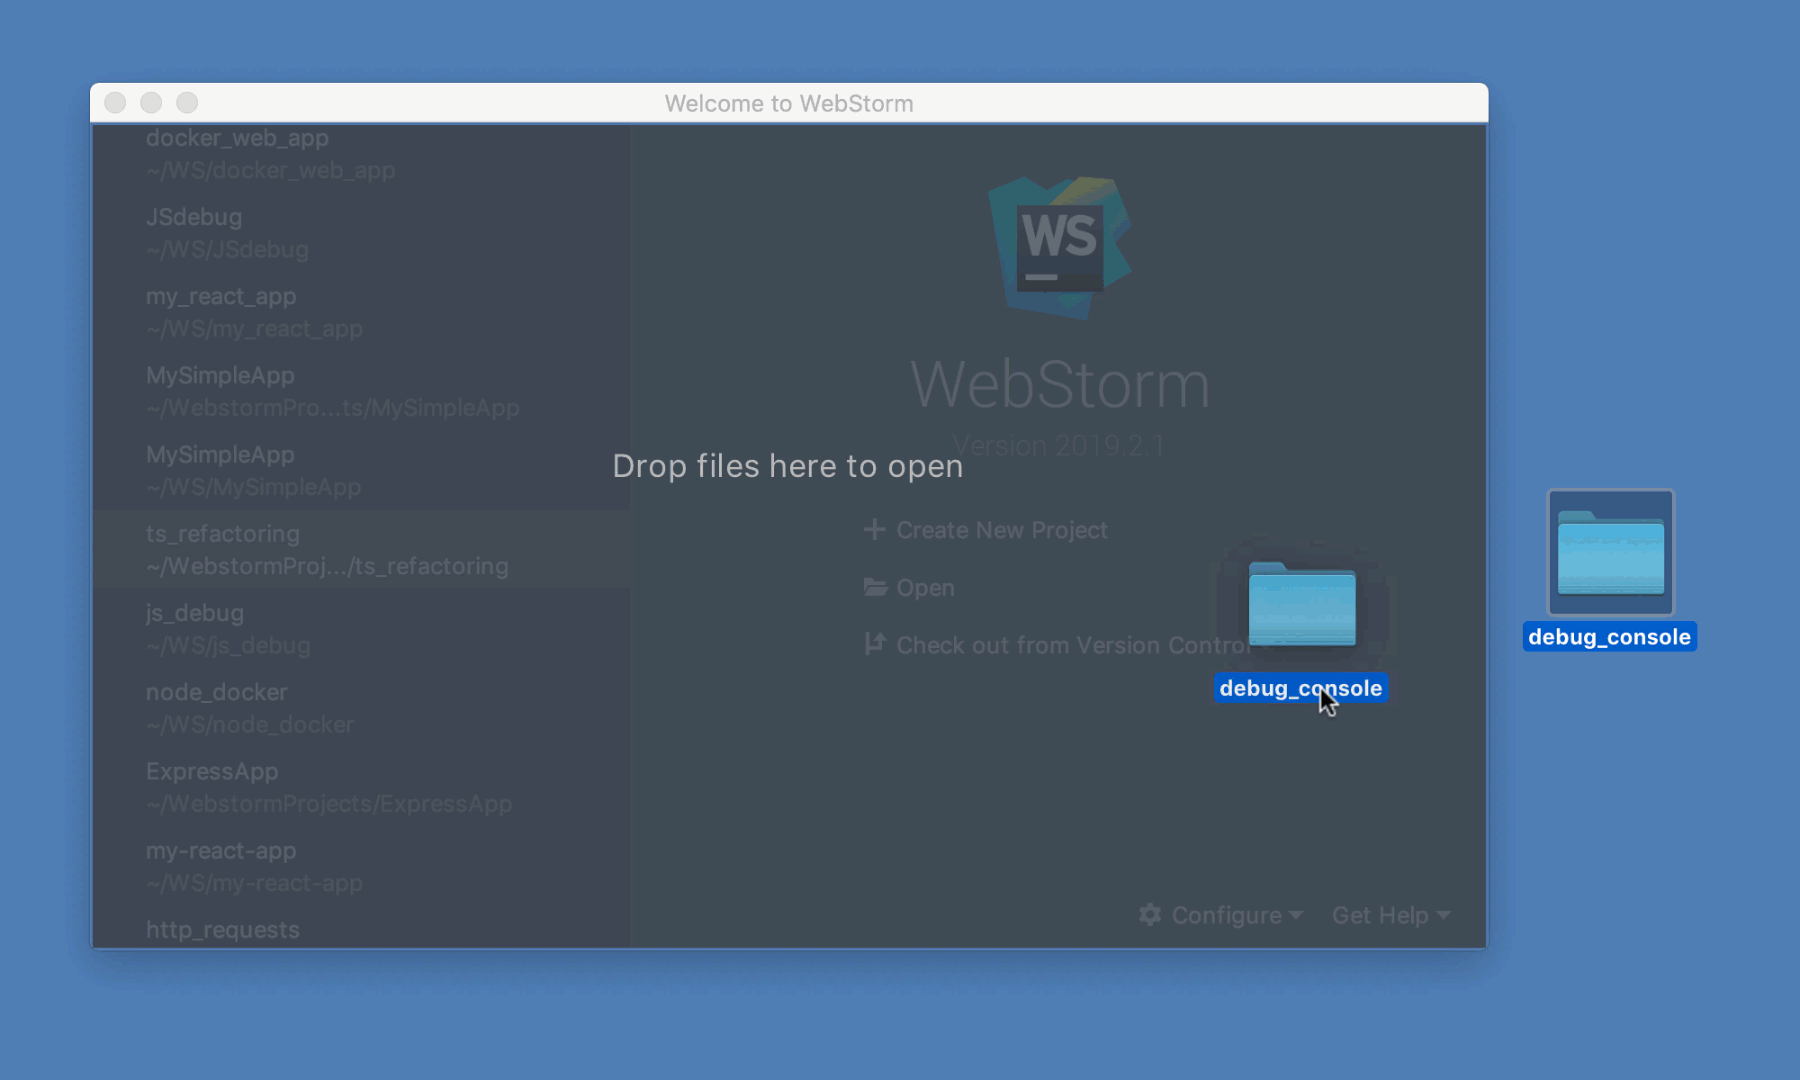 Welcome to WebStorm
docker_web_app
~/WS/docker_web_app
JSdebug
~/WS/JSdebug
my_react_app
~/WS/my_react_app
MySimpleApp
~/WebstormPro...ts/MySimpleApp
MySimpleApp
~/WS/MySimpleApp
ts_refactoring
~/WebstormProj.../ts_refactoring
js_debug
~/WS/js_debug
node_docker
~/WS/node_docker
ExpressApp
~/WebstormProjects/ExpressApp
my-react-app
~/WS/my-react-app
http_requests
WS
WebStorm
Version 2019.2.1
Drop files here to open
Create New Project
Open
Check out from Version Control
debug_console
Configure
Get Help
debug_console